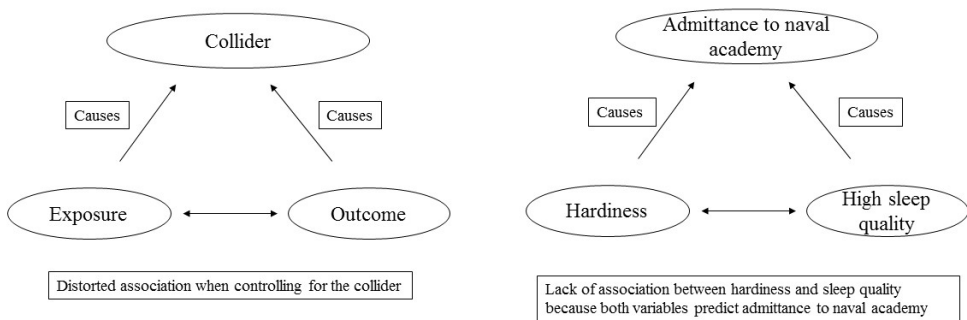 Collider
Causes
Causes
Exposure
Outcome
Distorted association when controlling for the collider
Admittance to naval
academy
Causes
Causes
Hardiness
High sleep
quality
Lack of association between hardiness and sleep quality
because both variables predict admittance to naval academy